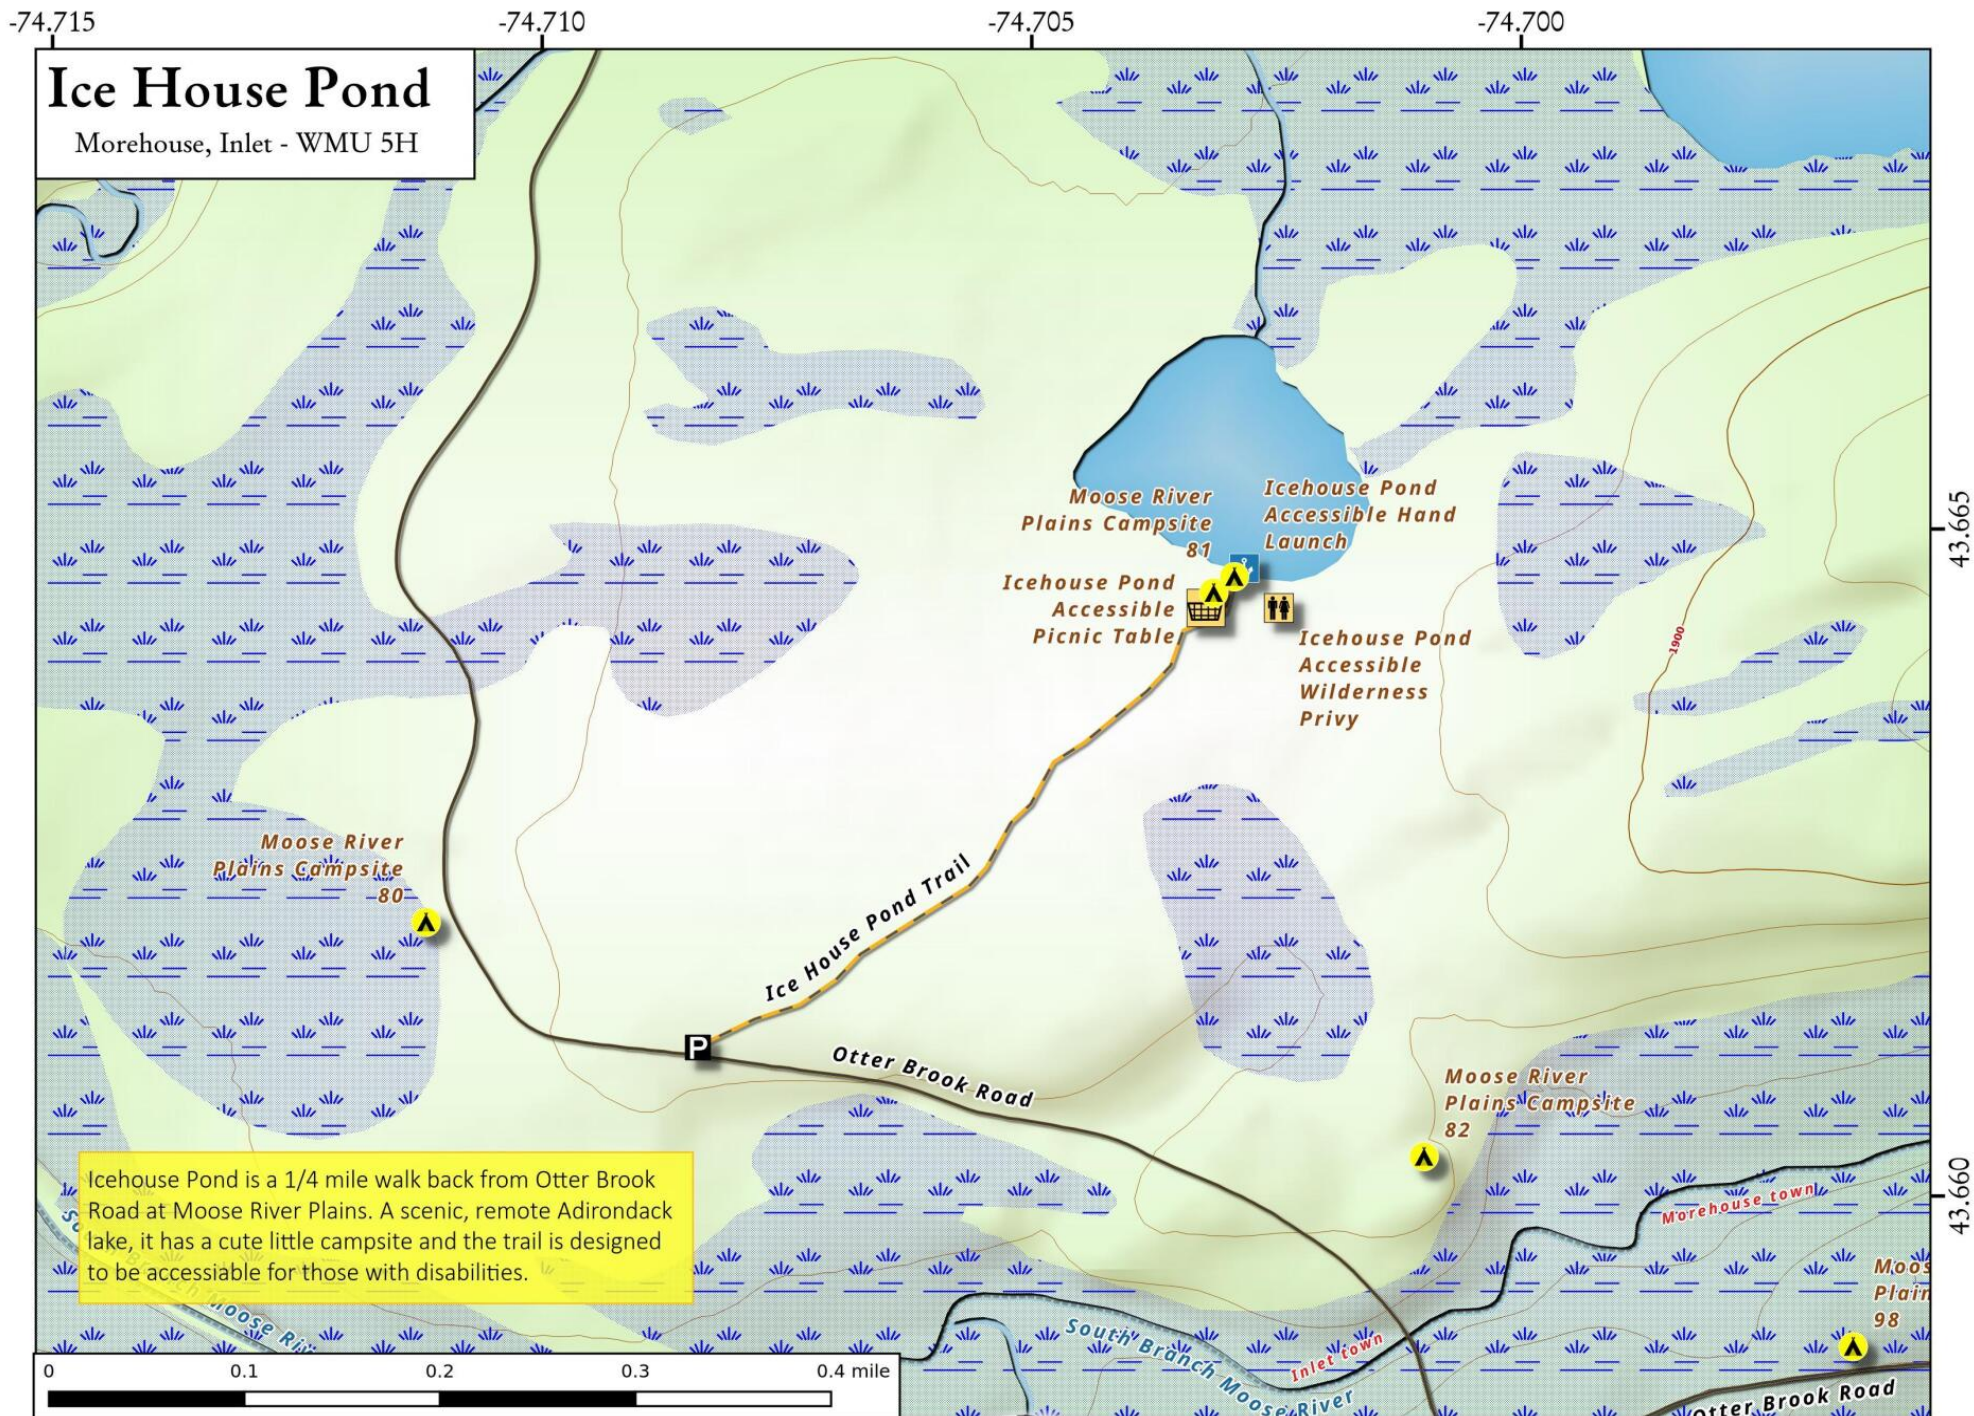 -74.715
-74.710
-74.705
-74.700
Ice House Pond
Morehouse, Inlet - WMU 5H
43.665
Moose River
Plains Campsite
81
Icehouse Pond
Accessible Hand
Launch
Icehouse Pond
Accessible
Picnic Table
Icehouse Pond
Accessible
Wilderness
Privy
1900
Moose River
Plains Campsite
80
Ice House Pond Trail
P
Otter Brook Road
Moose River
Plains Campsite
82
43.660
Morehouse town
Icehouse Pond is a 1/4 mile walk back from Otter Brook
Road at Moose River Plains. A scenic, remote Adirondack
lake, it has a cute little campsite and the trail is designed
to be accessiable for those with disabilities.
Moos
Plain
98
South Branch Moose Riv
South Branch Moose River
Inlet town
Otter Brook Road
0
0.1
0.2
0.3
0.4 mile